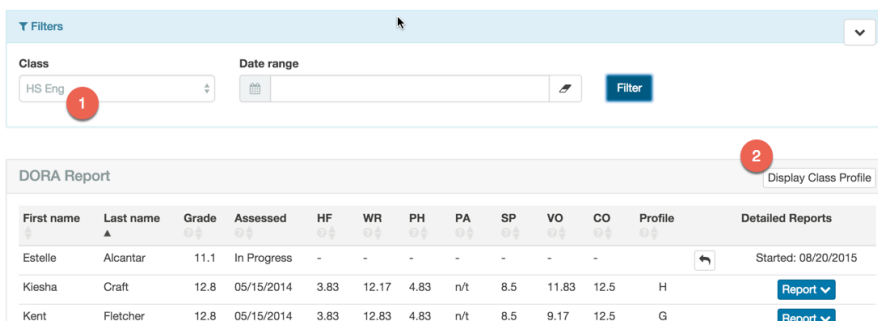 Filters
Class Date range
HS Eng Filter
1
2
DORA Report Display Class Profile
First name Last name Grade Assessed HF WR PH PA SP VO CO Profile Detailed Reports
Estelle Alcantar 11.1 In Progress - - - - - - - Started: 08/20/2015
Kiesha Craft 12.8 05/15/2014 3.83 12.17 4.83 n/t 8.5 11.83 12.5 H Report
Kent Fletcher 12.8 05/15/2014 3.83 12.83 4.83 n/t 8.5 9.17 12.5 G Report